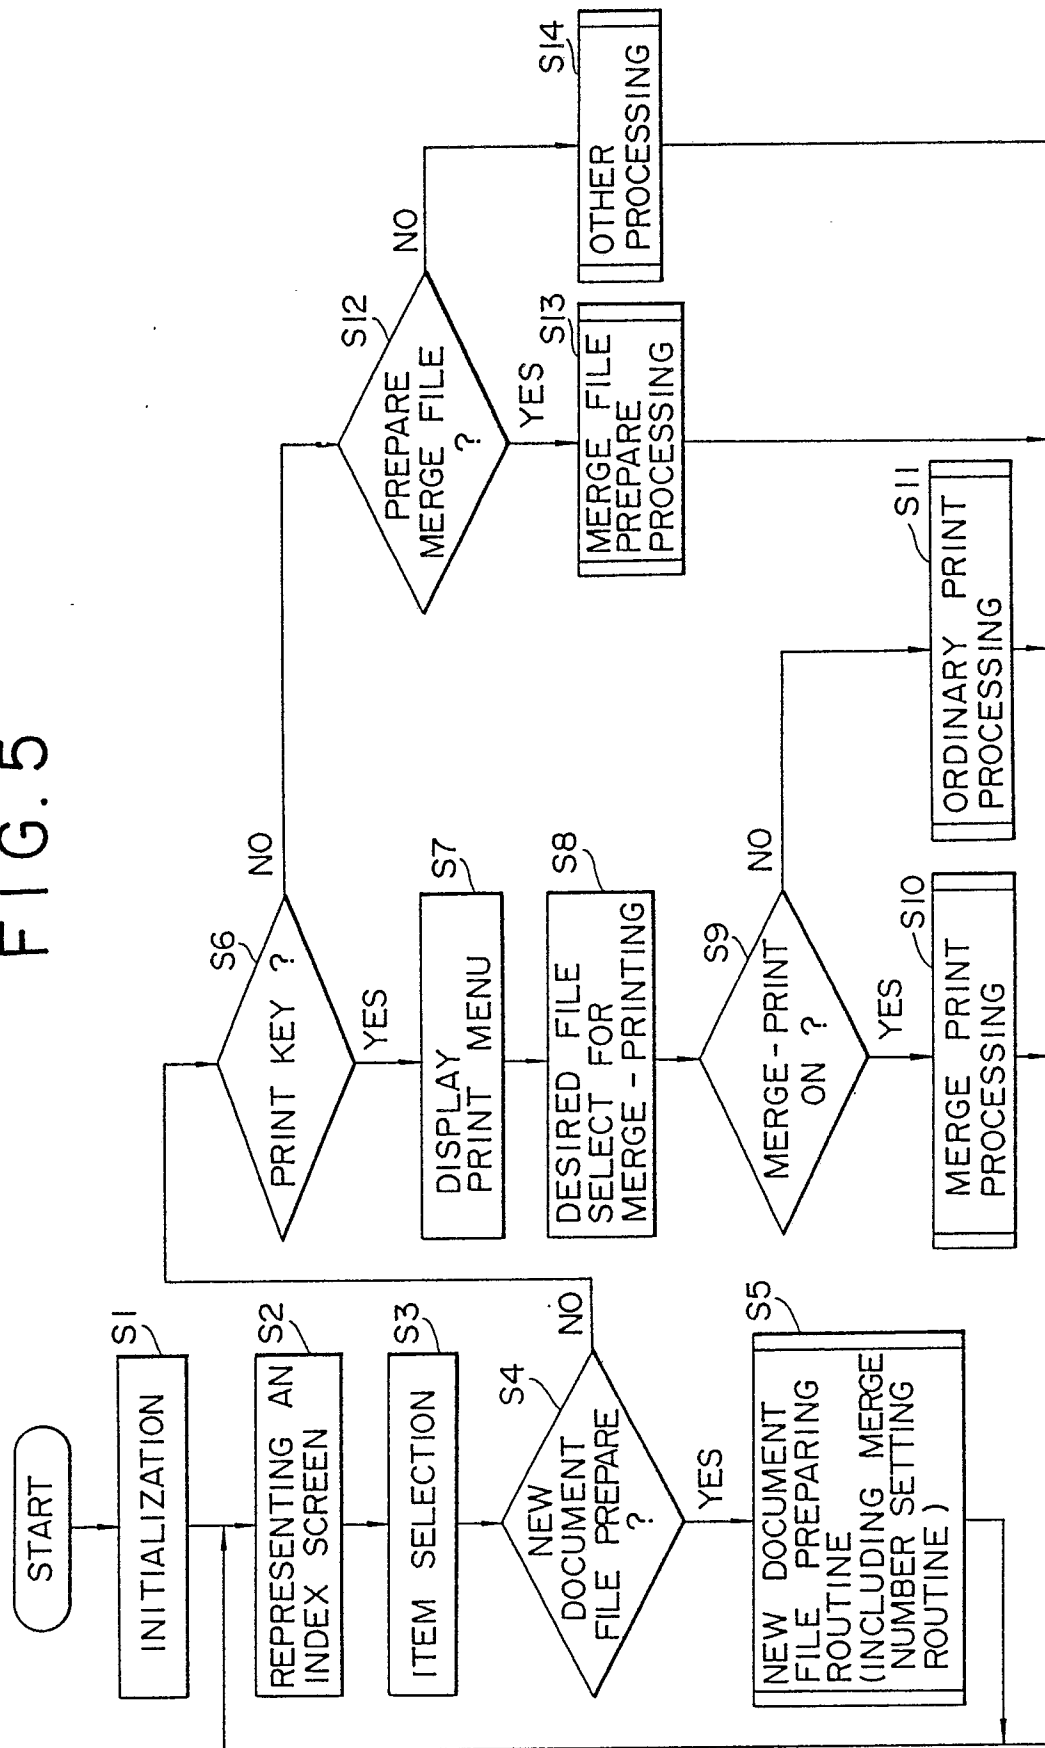 FIG. 5
START
S1
INITIALIZATION
S2
REPRESENTING AN
INDEX SCREEN
S3
ITEM SELECTION
S4
NEW
DOCUMENT
FILE PREPARE
?
NO
YES
S5
NEW DOCUMENT
FILE PREPARING
ROUTINE
(INCLUDING MERGE
NUMBER SETTING
ROUTINE)
S6
PRINT KEY ?
NO
YES
S7
DISPLAY
PRINT MENU
S8
DESIRED FILE
SELECT FOR
MERGE-PRINTING
S9
MERGE-PRINT
ON ?
NO
YES
S10
MERGE PRINT
PROCESSING
S11
ORDINARY PRINT
PROCESSING
S12
PREPARE
MERGE FILE
?
NO
YES
S13
MERGE FILE
PREPARE
PROCESSING
S14
OTHER
PROCESSING